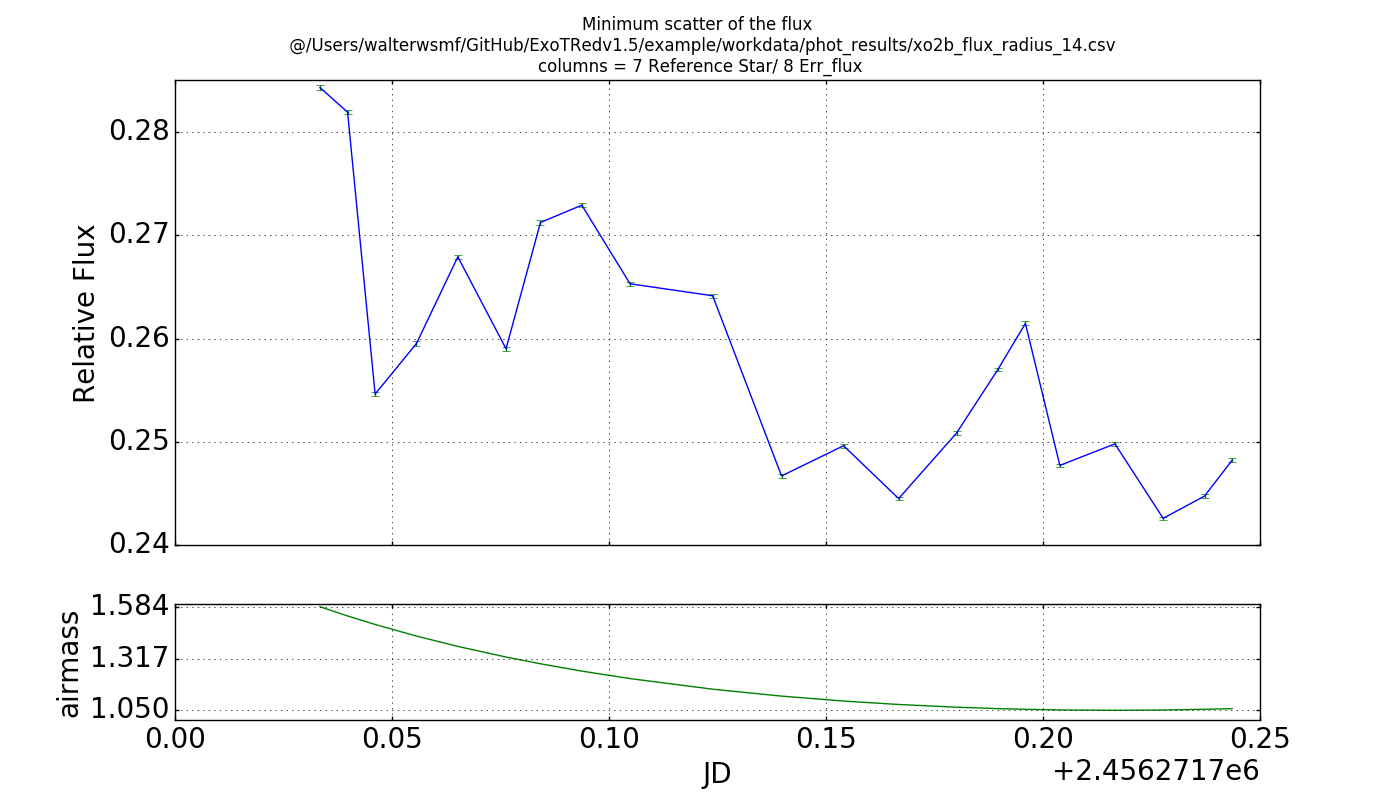 Minimum scatter of the flux
@/Users/walterwsmf/GitHub/ExoTRedv1.5/example/workdata/phot_results/xo2b_flux_radius_14.csv
columns = 7 Reference Star/ 8 Err_flux
0.28
0.27
0.26
0.25
0.24
Relative Flux
1.584
1.317
1.050
airmass
0.00 0.05 0.10 0.15 0.20 0.25
JD
+2.4562717e6